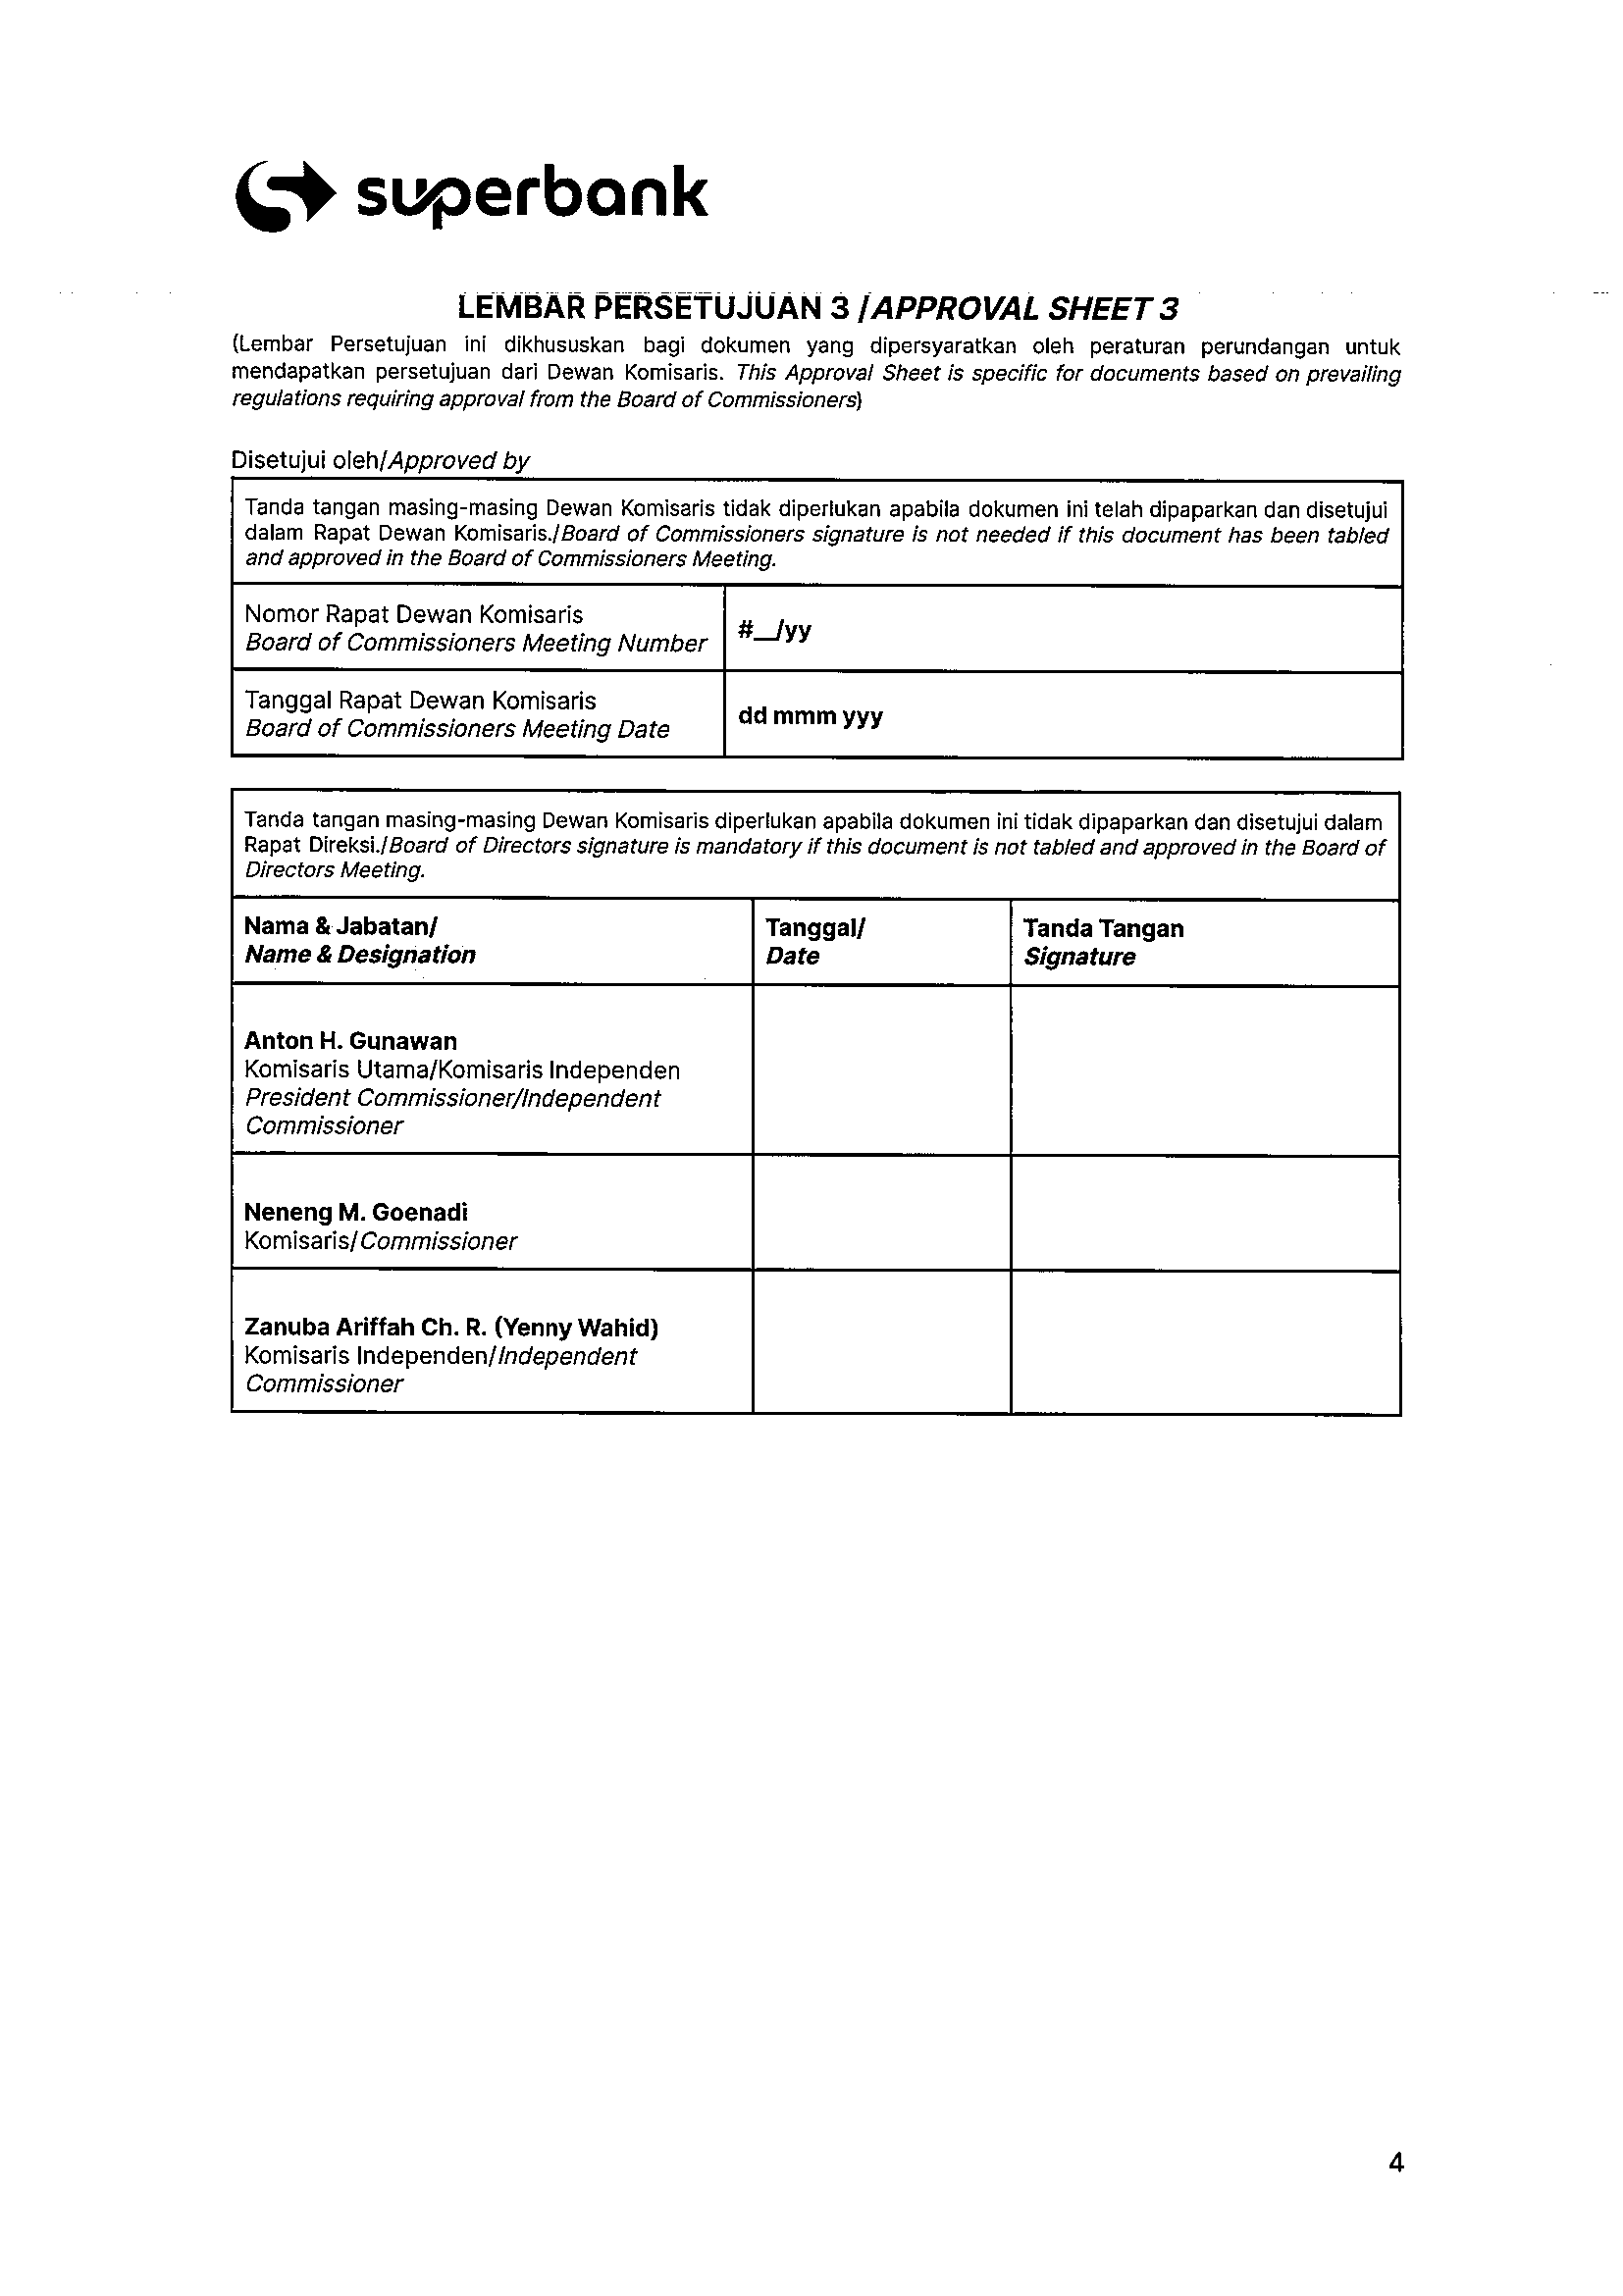 superbank
LEMBAR PERSETUJUAN 3 /APPROVAL SHEET 3
(Lembar Persetujuan ini dikhususkan bagi dokumen yang dipersyaratkan oleh peraturan perundangan untuk
mendapatkan persetujuan dari Dewan Komisaris. This Approval Sheet is specific for documents based on prevailing
regulations requiring approval from the Board of Commissioners)
Disetujui oleh/Approved by
Tanda tangan masing-masing Dewan Komisaris tidak diperlukan apabila dokumen ini telah dipaparkan dan disetujui
dalam Rapat Dewan Komisaris./Board of Commissioners signature is not needed if this document has been tabled
and approved in the Board of Commissioners Meeting.
Nomor Rapat Dewan Komisaris
Board of Commissioners Meeting Number
#__/yy
Tanggal Rapat Dewan Komisaris
Board of Commissioners Meeting Date
dd mmm yyy
Tanda tangan masing-masing Dewan Komisaris diperlukan apabila dokumen ini tidak dipaparkan dan disetujui dalam
Rapat Direksi./Board of Directors signature is mandatory if this document is not tabled and approved in the Board of
Directors Meeting.
Nama & Jabatan/
Name & Designation
Tanggal/
Date
Tanda Tangan
Signature
Anton H. Gunawan
Komisaris Utama/Komisaris Independen
President Commissioner/Independent
Commissioner
Neneng M. Goenadi
Komisaris/Commissioner
Zanuba Ariffah Ch. R. (Yenny Wahid)
Komisaris Independen/Independent
Commissioner
4